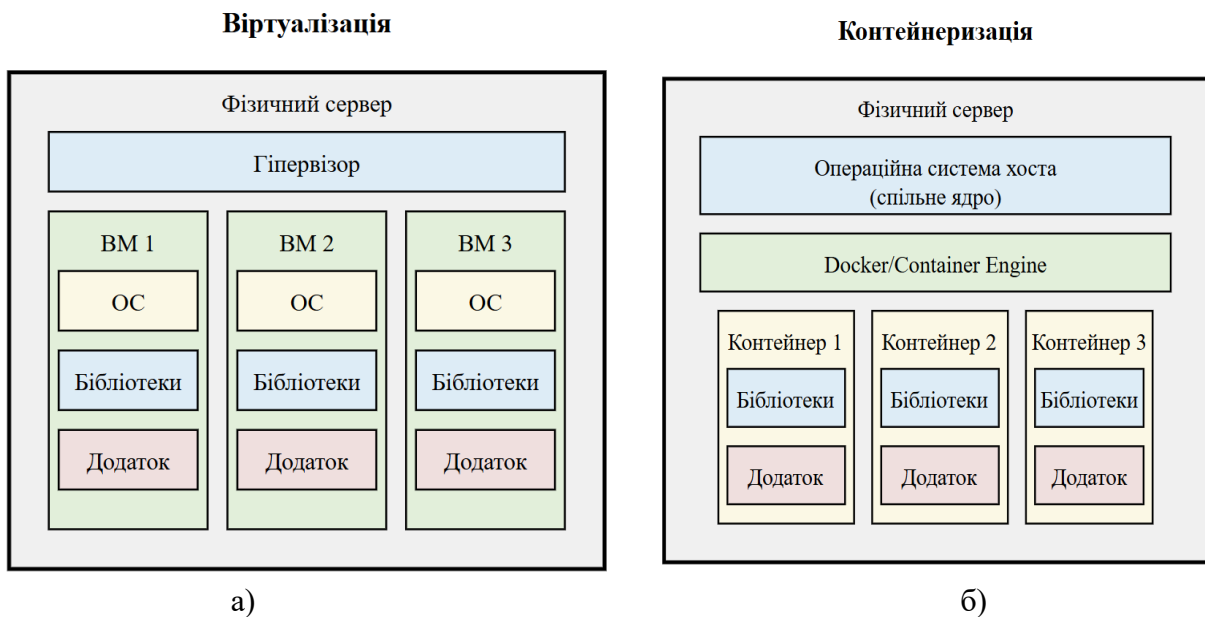 Віртуалізація
Фізичний сервер
Гіпервізор
ВМ 1
ВМ 2
ВМ 3
ОС
ОС
ОС
Бібліотеки
Бібліотеки
Бібліотеки
Додаток
Додаток
Додаток
а)
Контейнеризація
Фізичний сервер
Операційна система хоста
(спільне ядро)
Docker/Container Engine
Контейнер 1
Контейнер 2
Контейнер 3
Бібліотеки
Бібліотеки
Бібліотеки
Додаток
Додаток
Додаток
б)